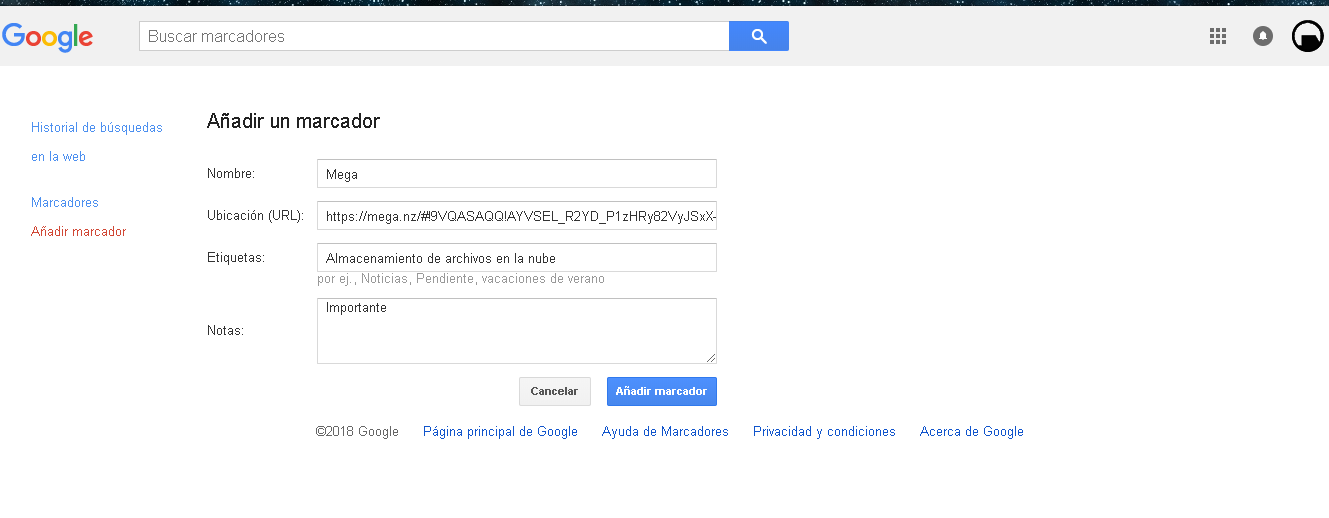 Google
Buscar marcadores
Historial de búsquedas
en la web
Marcadores
Añadir marcador
Añadir un marcador
Nombre: Mega
Ubicación (URL): https://mega.nz/#!9VQASAQQ!AYVSEL_R2YD_P1zHRy82VyJSxX-
Etiquetas: Almacenamiento de archivos en la nube
por ej., Noticias, Pendiente, vacaciones de verano
Notas: Importante
Cancelar Añadir marcador
©2018 Google Página principal de Google Ayuda de Marcadores Privacidad y condiciones Acerca de Google